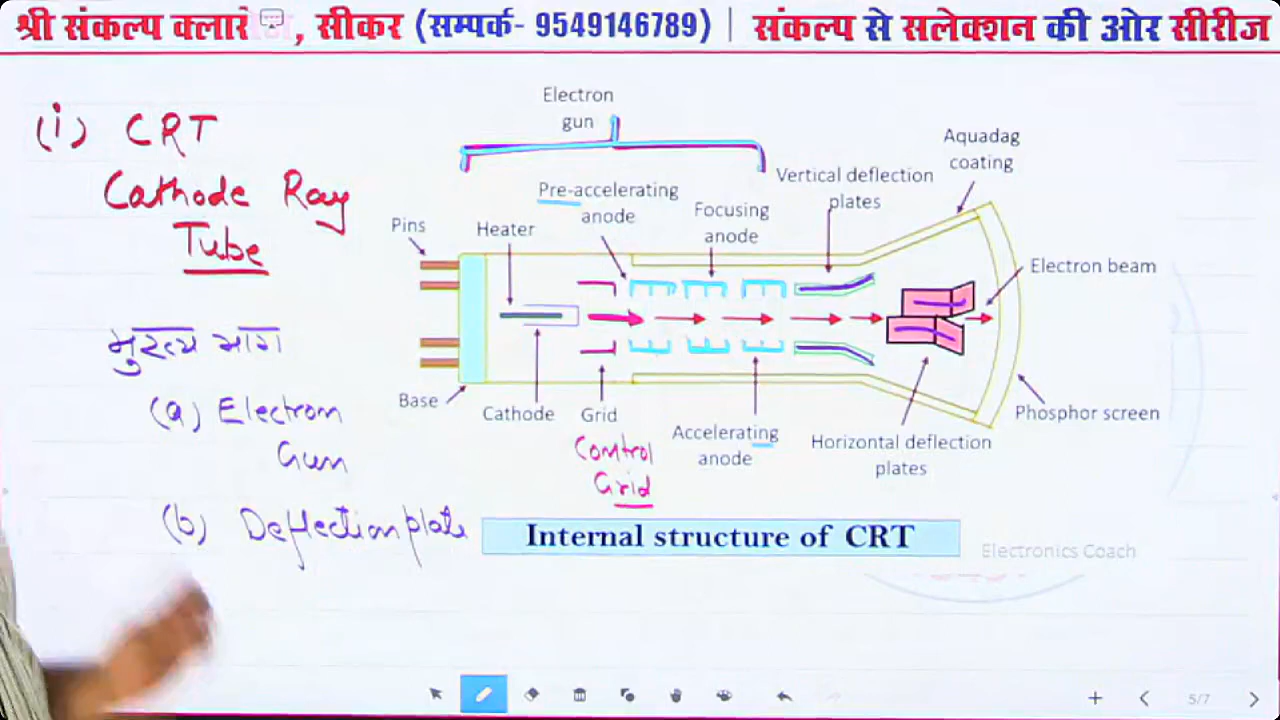 श्री संकल्प क्लासे, सीकर (सम्पर्क- 9549146789) | संकल्प से सलेक्शन की ओर सीरीज
(i) CRT
Cathode Ray
Tube
मुख्य भाग
(a) Electron
Gun
(b) Deflection plate
Electron
gun
Pre-accelerating
anode
Focusing
anode
Vertical deflection
plates
Aquadag
coating
Pins
Heater
Electron beam
Base
Cathode
Grid
Control
Grid
Accelerating
anode
Horizontal deflection
plates
Phosphor screen
Internal structure of CRT
Electronics Coach
5/7